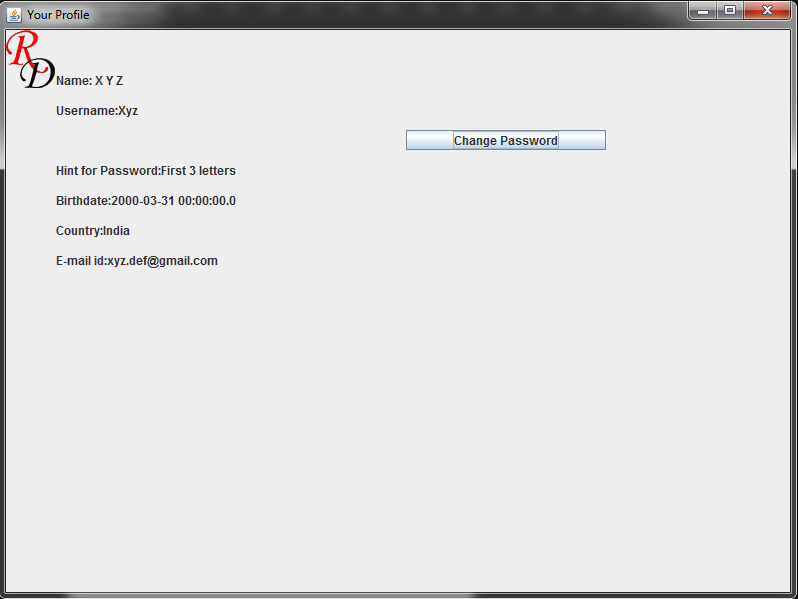 Your Profile
RD
Name: X Y Z
Username:Xyz
Change Password
Hint for Password:First 3 letters
Birthdate:2000-03-31 00:00:00.0
Country:India
E-mail id:xyz.def@gmail.com